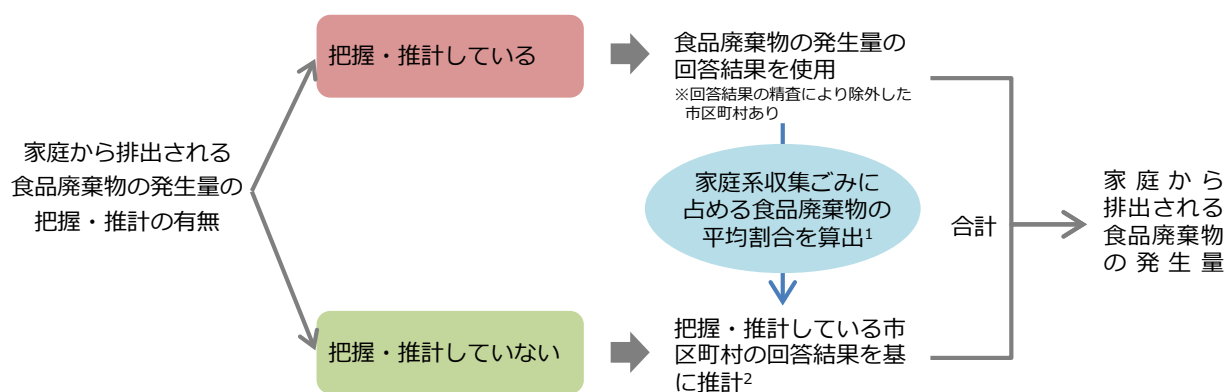 家庭から排出される
食品廃棄物の発生量の
把握・推計の有無
把握・推計している
食品廃棄物の発生量の
回答結果を使用
※回答結果の精査により除外した
市区町村あり
家庭系収集ごみに
占める食品廃棄物の
平均割合を算出1
把握・推計していない
把握・推計している市
区町村の回答結果を基
に推計2
合計
家庭から
排出される
食品廃棄物
の発生量